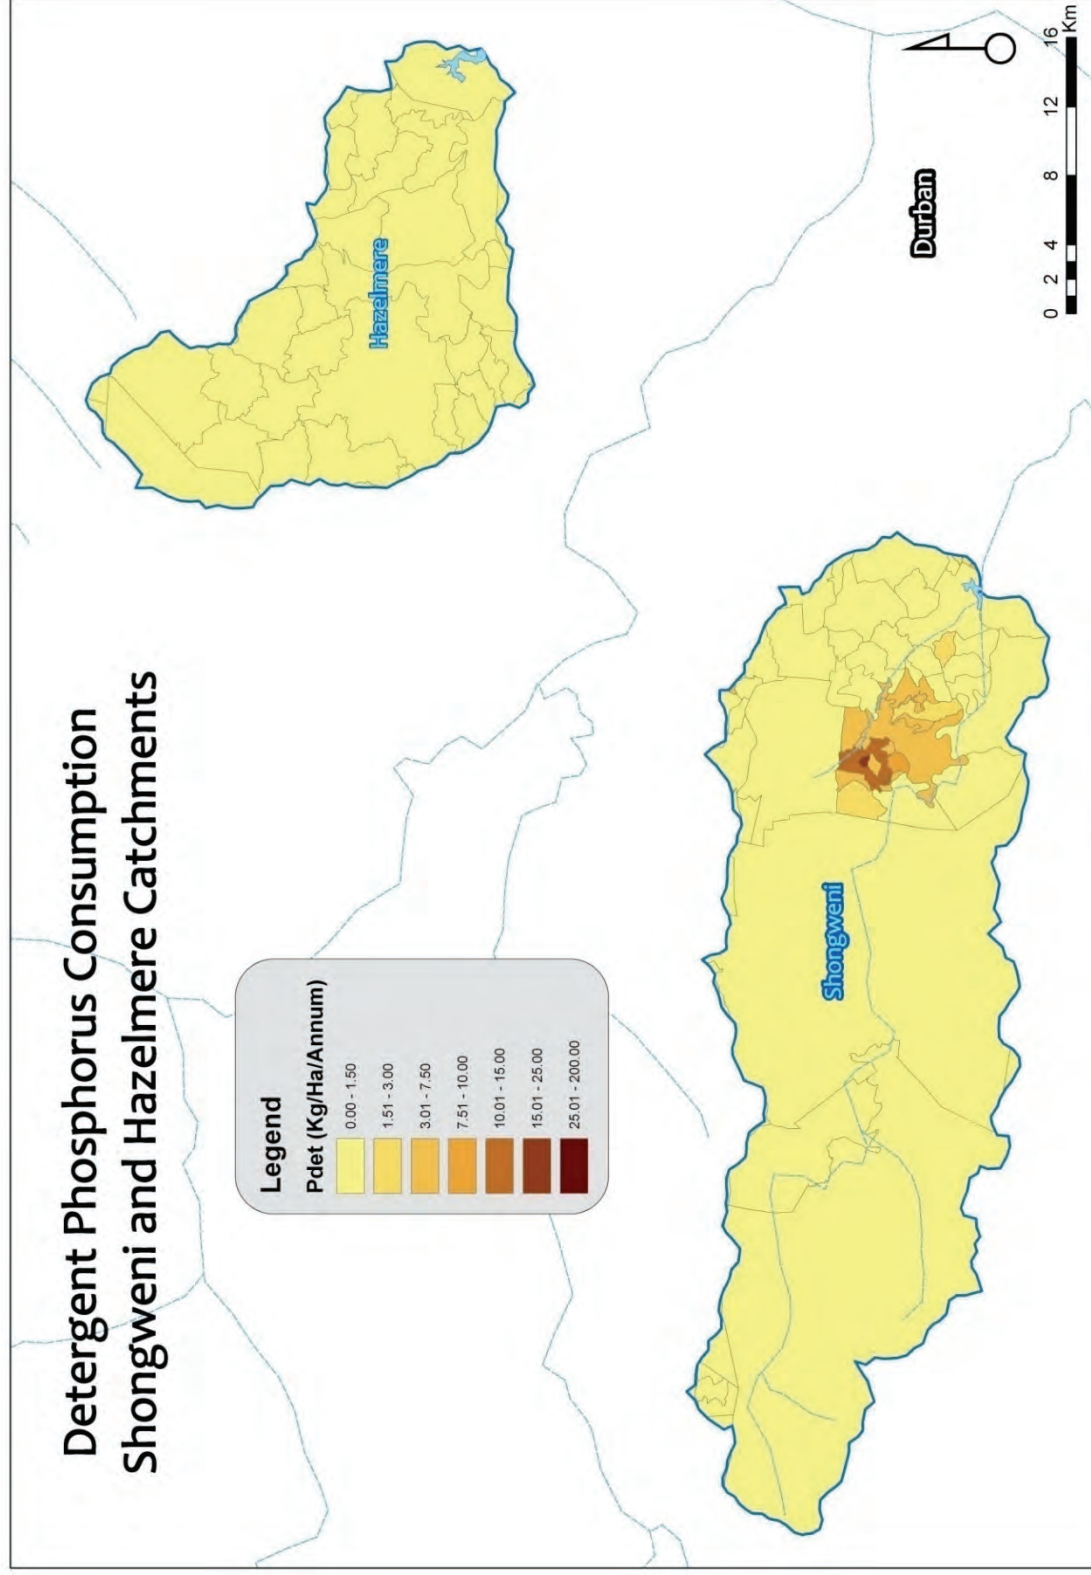 Detergent Phosphorus Consumption
Shongweni and Hazelmere Catchments
Legend
Pdet (Kg/Ha/Annum)
0.00 - 1.50
1.51 - 3.00
3.01 - 7.50
7.51 - 10.00
10.01 - 15.00
15.01 - 25.00
25.01 - 200.00
Hazelmere
Shongweni
Durban
0 2 4 8 12 16
Km